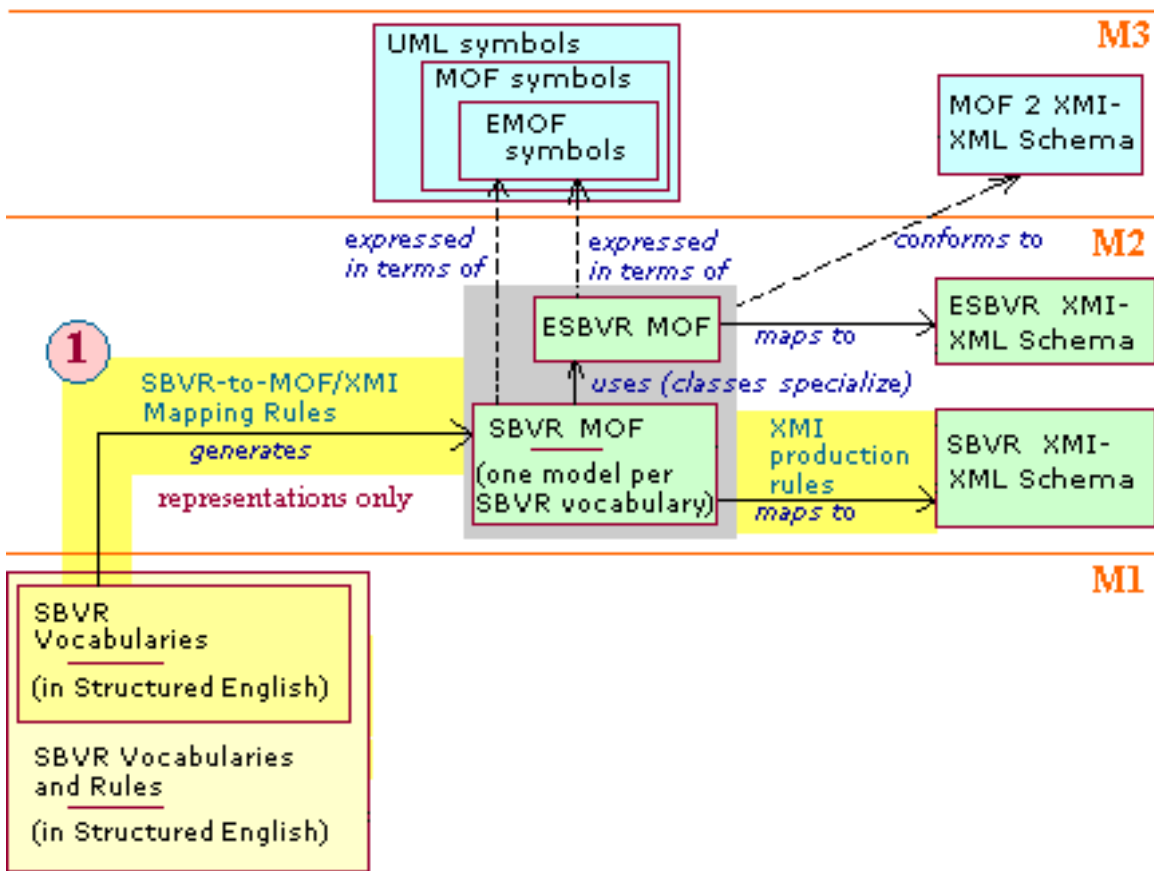 M3
UML symbols
MOF symbols
EMOF
symbols
MOF 2 XMI-
XML Schema
M2
expressed
in terms of
expressed
in terms of
conforms to
ESBVR MOF
maps to
ESBVR XMI-
XML Schema
1
SBVR-to-MOF/XMI
Mapping Rules
generates
representations only
uses (classes specialize)
SBVR MOF
(one model per
SBVR vocabulary)
XMI
production
rules
maps to
SBVR XMI-
XML Schema
M1
SBVR
Vocabularies
(in Structured English)
SBVR Vocabularies
and Rules
(in Structured English)